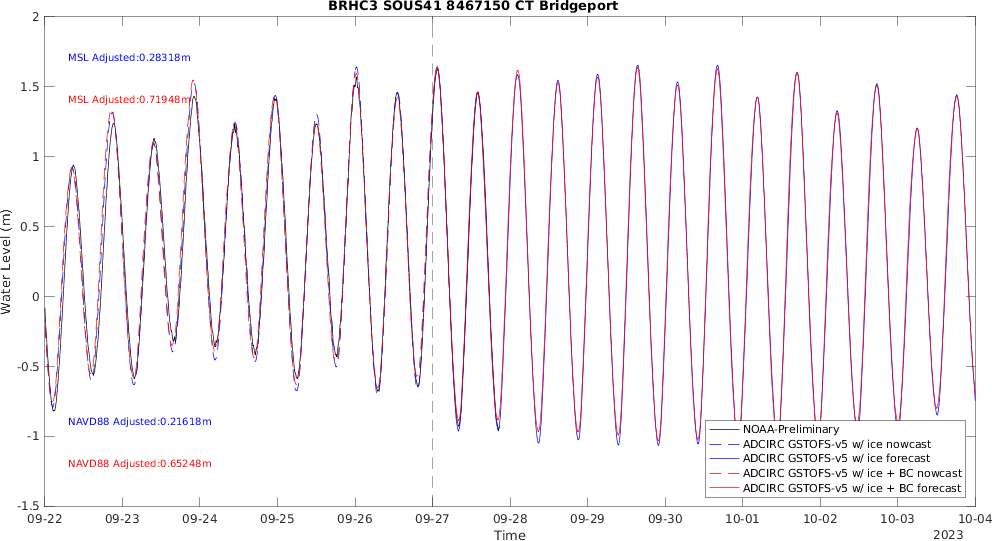 BRHC3 SOUS41 8467150 CT Bridgeport
2
1.5
1
0.5
0
-0.5
-1
-1.5
Water Level (m)
MSL Adjusted:0.28318m
MSL Adjusted:0.71948m
NAVD88 Adjusted:0.21618m
NAVD88 Adjusted:0.65248m
NOAA-Preliminary
ADCIRC GSTOFS-v5 w/ ice nowcast
ADCIRC GSTOFS-v5 w/ ice forecast
ADCIRC GSTOFS-v5 w/ ice + BC nowcast
ADCIRC GSTOFS-v5 w/ ice + BC forecast
09-22 09-23 09-24 09-25 09-26 09-27 09-28 09-29 09-30 10-01 10-02 10-03 10-04
Time
2023